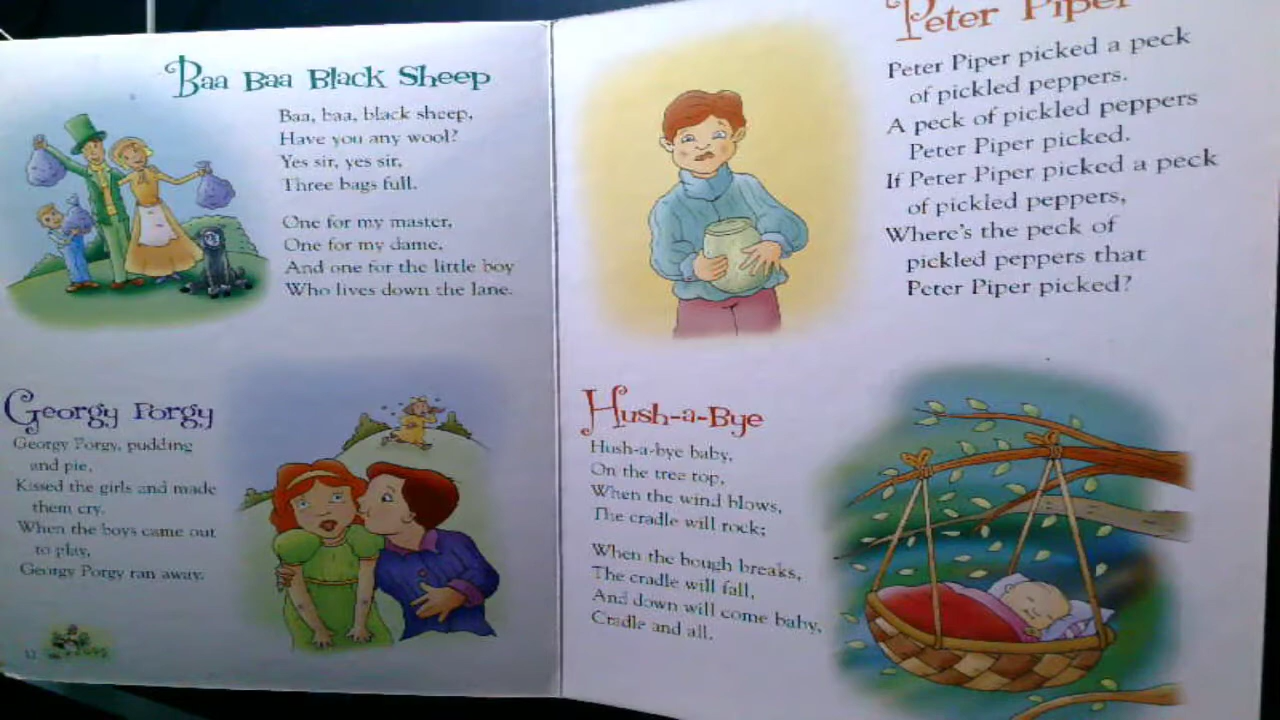 Baa Baa Black Sheep
Baa, baa, black sheep,
Have you any wool?
Yes sir, yes sir,
Three bags full.
One for my master,
One for my dame,
And one for the little boy
Who lives down the lane.
Georgy Porgy
Georgy Porgy, pudding
and pie,
Kissed the girls and made
them cry.
When the boys came out
to play,
Georgy Porgy ran away.
12
Peter Piper
Peter Piper picked a peck
of pickled peppers.
A peck of pickled peppers
Peter Piper picked.
If Peter Piper picked a peck
of pickled peppers,
Where's the peck of
pickled peppers that
Peter Piper picked?
Hush-a-Bye
Hush-a-bye baby,
On the tree top,
When the wind blows,
The cradle will rock;
When the bough breaks,
The cradle will fall,
And down will come baby,
Cradle and all.